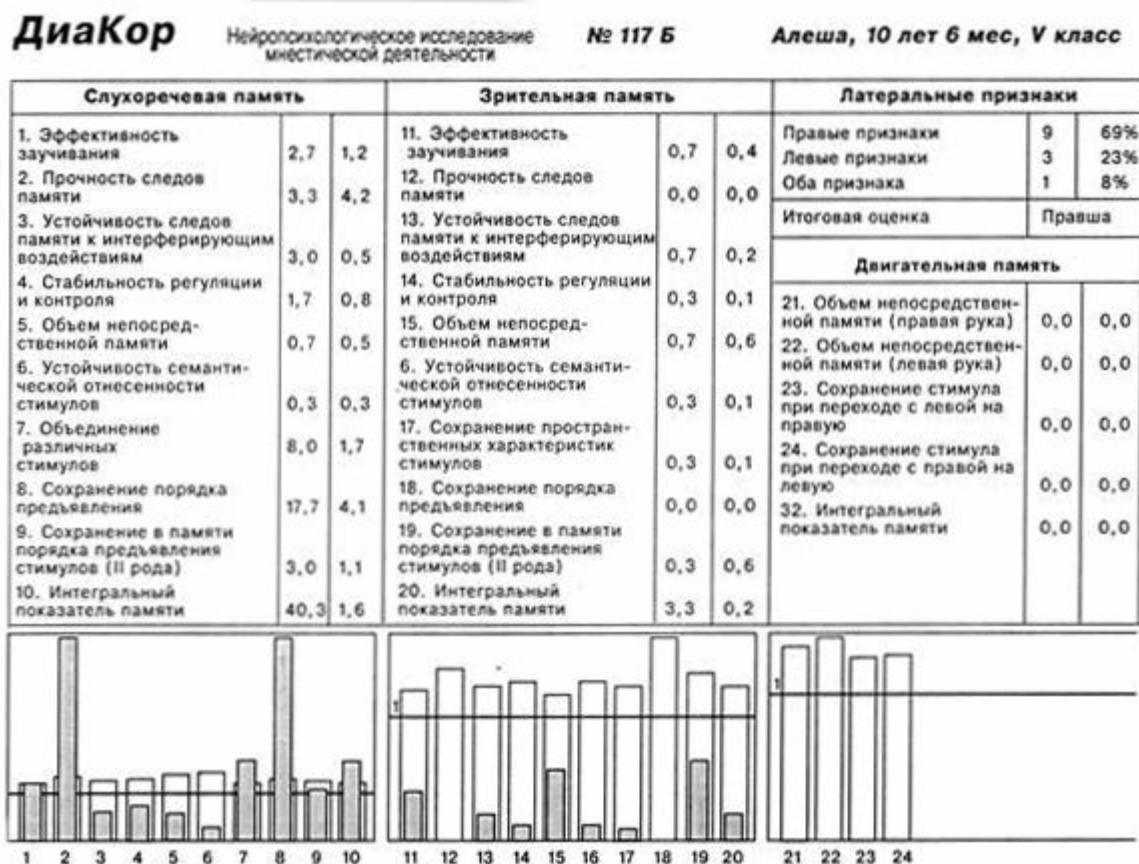 ДиаКор
Нейропсихологическое исследование
мнестической деятельности
№ 117 Б
Алеша, 10 лет 6 мес, V класс
Слухоречевая память
1. Эффективность
заучивания 2,7 1,2
2. Прочность следов
памяти 3,3 4,2
3. Устойчивость следов
памяти к интерферирующим
воздействиям 3,0 0,5
4. Стабильность регуляции
и контроля 1,7 0,8
5. Объем непосред-
ственной памяти 0,7 0,5
6. Устойчивость семанти-
ческой отнесенности
стимулов 0,3 0,3
7. Объединение
различных
стимулов 8,0 1,7
8. Сохранение порядка
предъявления 17,7 4,1
9. Сохранение в памяти
порядка предъявления
стимулов (II рода) 3,0 1,1
10. Интегральный
показатель памяти 40,3 1,6
Зрительная память
11. Эффективность
заучивания 0,7 0,4
12. Прочность следов
памяти 0,0 0,0
13. Устойчивость следов
памяти к интерферирующим
воздействиям 0,7 0,2
14. Стабильность регуляции
и контроля 0,3 0,1
15. Объем непосред-
ственной памяти 0,7 0,6
6. Устойчивость семанти-
ческой отнесенности
стимулов 0,3 0,1
17. Сохранение простран-
ственных характеристик
стимулов 0,3 0,1
18. Сохранение порядка
предъявления 0,0 0,0
19. Сохранение в памяти
порядка предъявления
стимулов (II рода) 0,3 0,6
20. Интегральный
показатель памяти 3,3 0,2
Латеральные признаки
Правые признаки 9 69%
Левые признаки 3 23%
Оба признака 1 8%
Итоговая оценка Правша
Двигательная память
21. Объем непосредствен-
ной памяти (правая рука) 0,0 0,0
22. Объем непосредствен-
ной памяти (левая рука) 0,0 0,0
23. Сохранение стимула
при переходе с левой на
правую 0,0 0,0
24. Сохранение стимула
при переходе с правой на
левую 0,0 0,0
32. Интегральный
показатель памяти 0,0 0,0
1 2 3 4 5 6 7 8 9 10
1
11 12 13 14 15 16 17 18 19 20
1
21 22 23 24